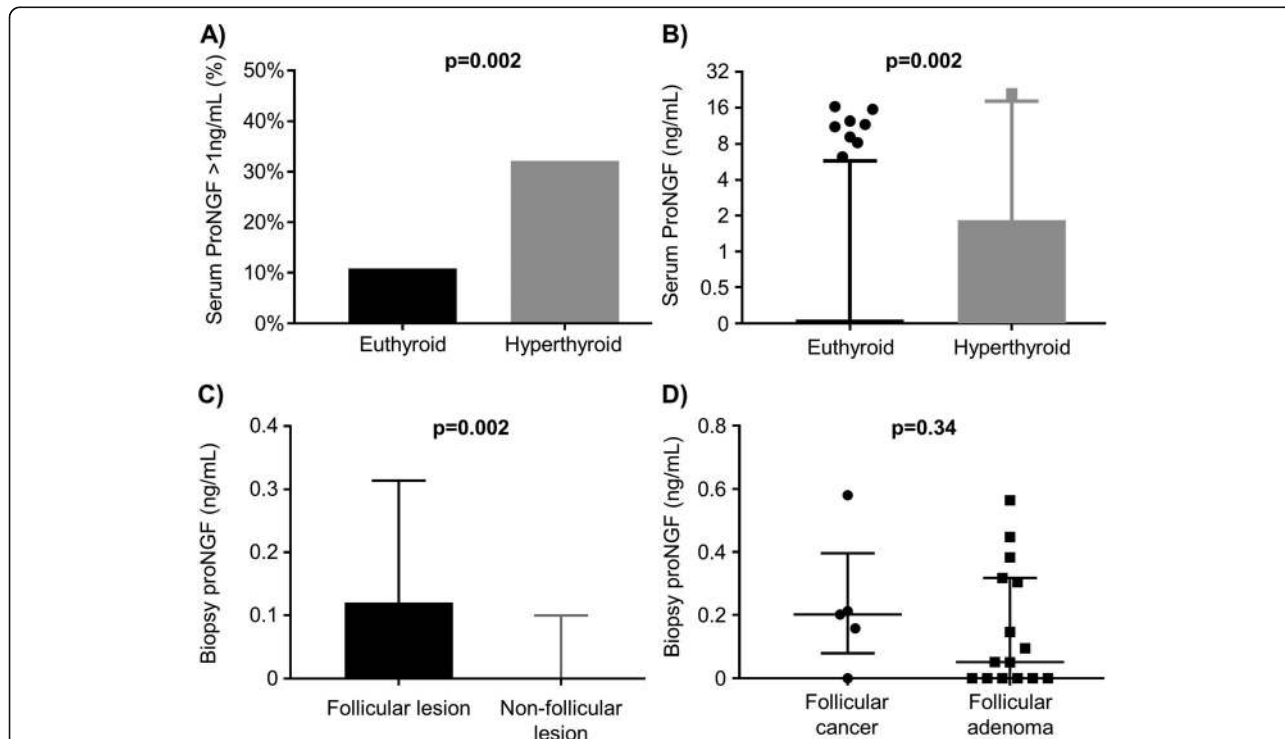 A)
p=0.002
Serum ProNGF >1ng/mL (%)
50%
40%
30%
20%
10%
0%
Euthyroid
Hyperthyroid
B)
p=0.002
Serum ProNGF (ng/mL)
32
16
8
4
2
1
0.5
0
Euthyroid
Hyperthyroid
C)
p=0.002
Biopsy proNGF (ng/mL)
0.4
0.3
0.2
0.1
0
Follicular lesion
Non-follicular
lesion
D)
p=0.34
Biopsy proNGF (ng/mL)
0.8
0.6
0.4
0.2
0
Follicular
cancer
Follicular
adenoma